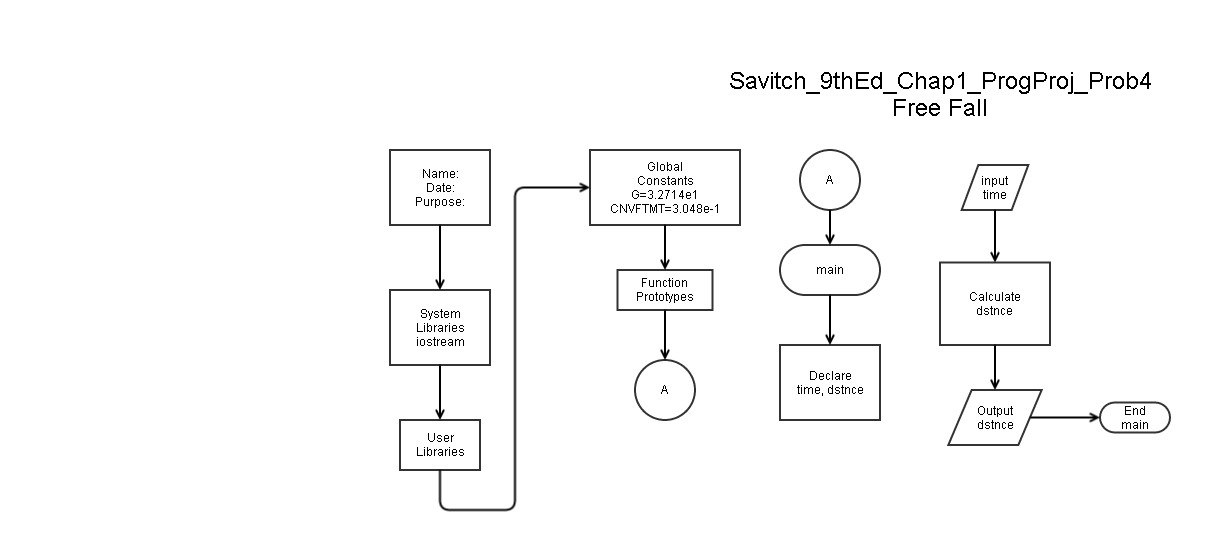 Savitch_9thEd_Chap1_ProgProj_Prob4
Free Fall
Name:
Date:
Purpose:
System
Libraries
iostream
User
Libraries
Global
Constants
G=3.2714e1
CNVFTMT=3.048e-1
Function
Prototypes
A
A
main
Declare
time, dstnce
input
time
Calculate
dstnce
Output
dstnce
End
main